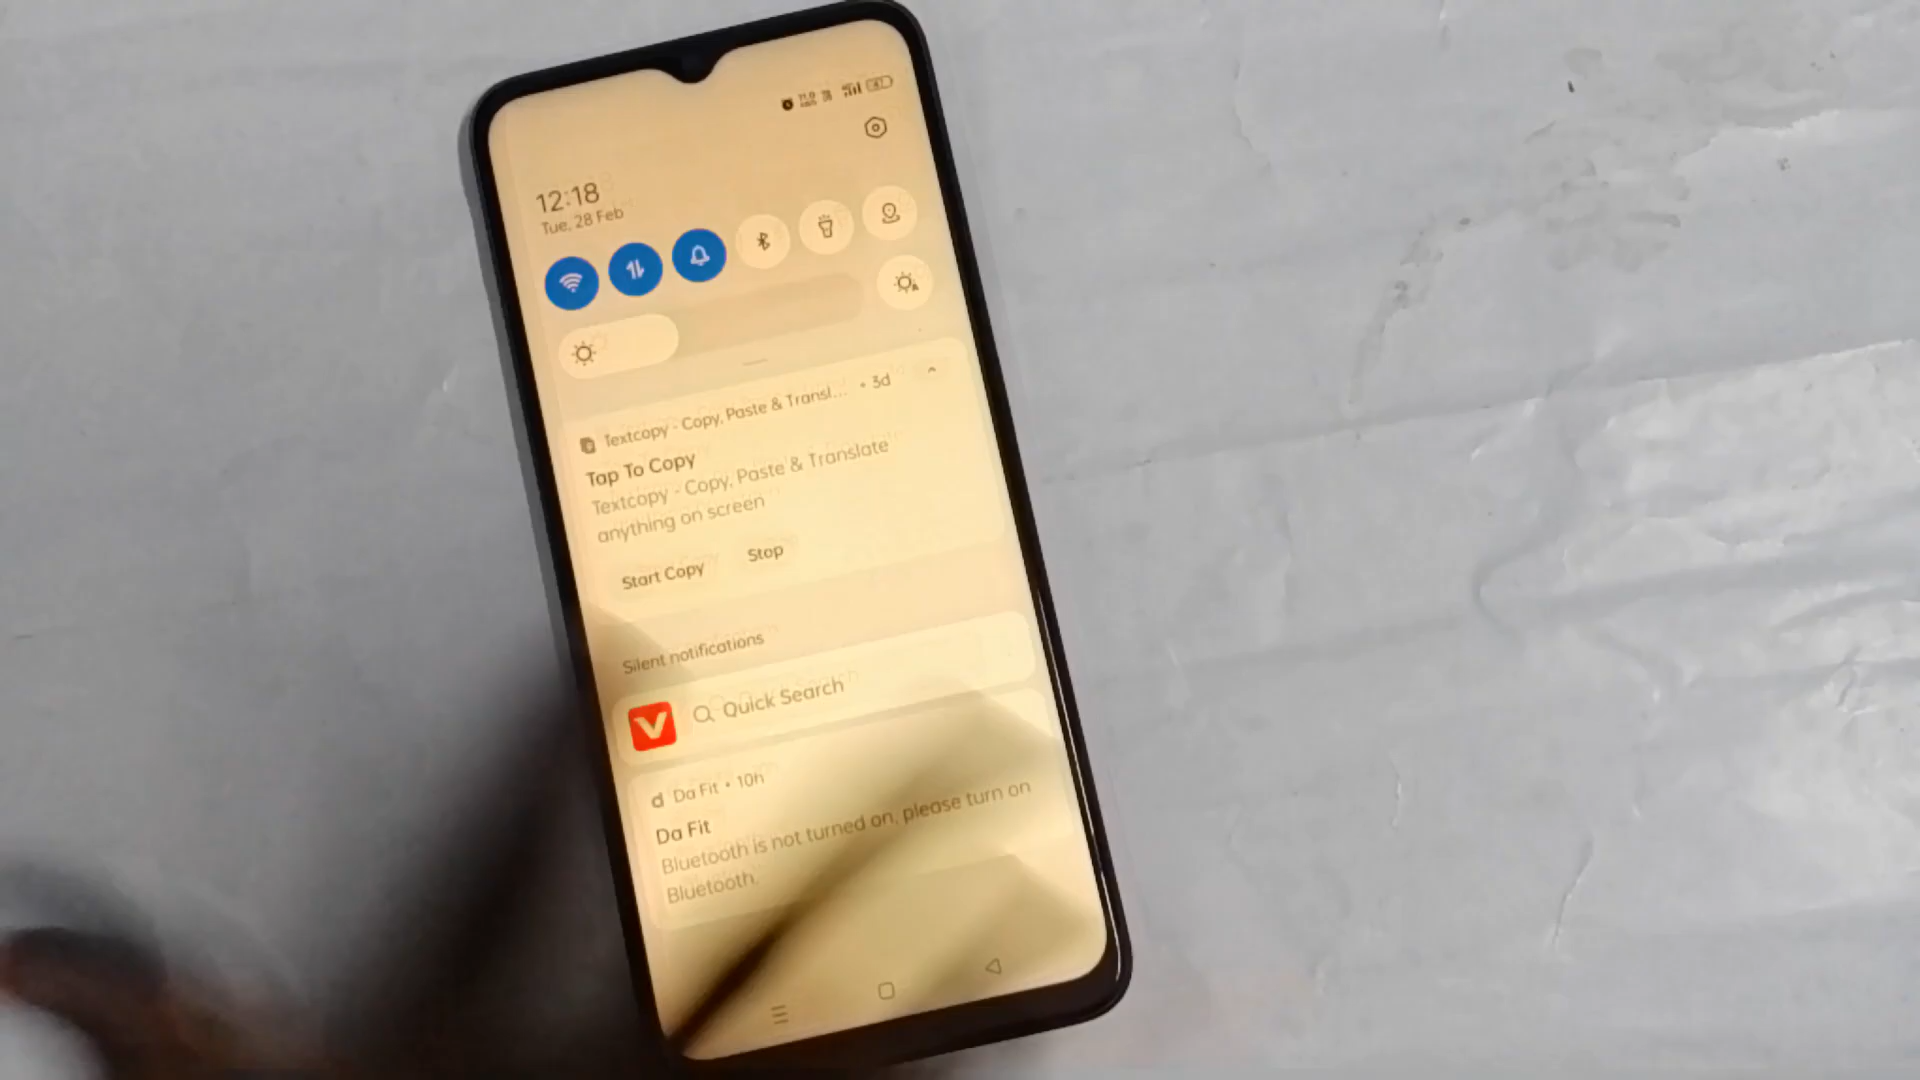 12:18
Tue, 28 Feb
Textcopy - Copy, Paste & Transl... • 3d
Tap To Copy
Textcopy - Copy, Paste & Translate
anything on screen
Start Copy Stop
Silent notifications
Quick Search
Da Fit • 10h
Da Fit
Bluetooth is not turned on, please turn on
Bluetooth.